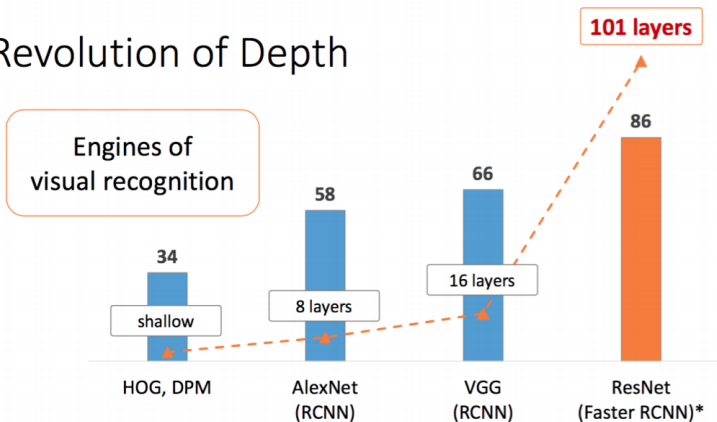 Revolution of Depth
Engines of
visual recognition
101 layers
86
66
58
34
16 layers
8 layers
shallow
HOG, DPM
AlexNet
(RCNN)
VGG
(RCNN)
ResNet
(Faster RCNN)*